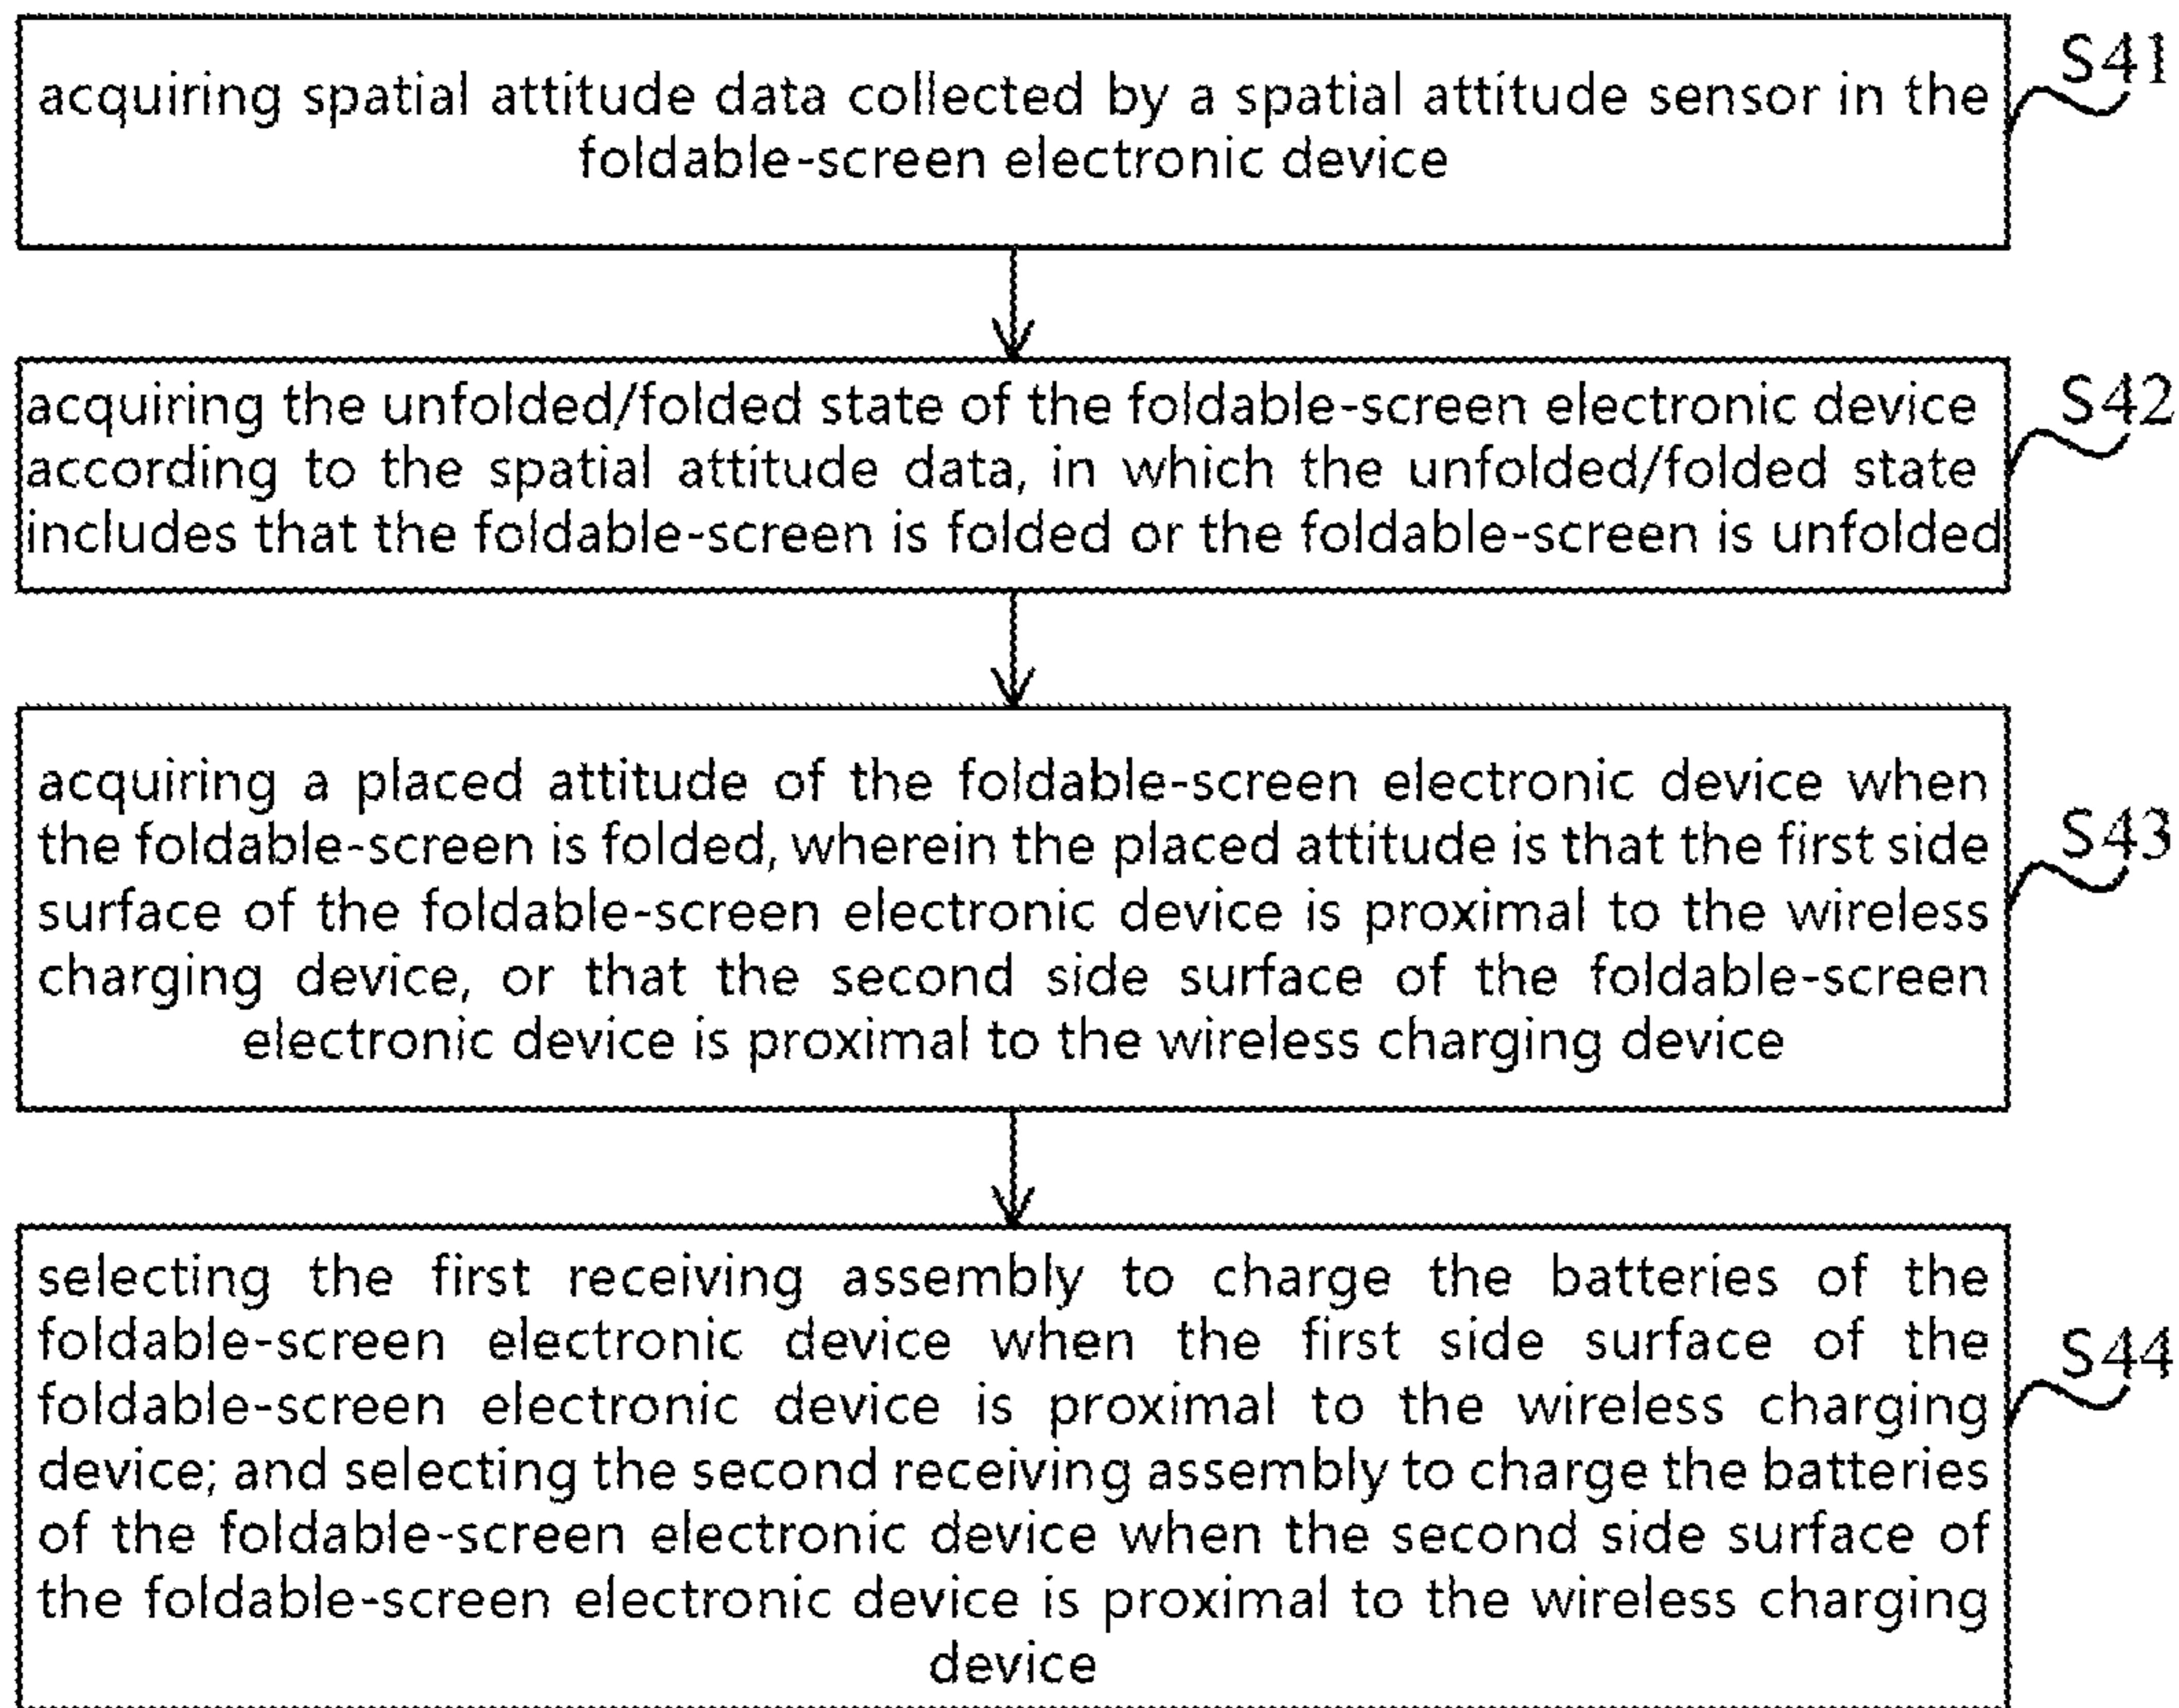 acquiring spatial attitude data collected by a spatial attitude sensor in the
foldable-screen electronic device
S41
acquiring the unfolded/folded state of the foldable-screen electronic device
according to the spatial attitude data, in which the unfolded/folded state
includes that the foldable-screen is folded or the foldable-screen is unfolded
S42
acquiring a placed attitude of the foldable-screen electronic device when
the foldable-screen is folded, wherein the placed attitude is that the first side
surface of the foldable-screen electronic device is proximal to the wireless
charging device, or that the second side surface of the foldable-screen
electronic device is proximal to the wireless charging device
S43
selecting the first receiving assembly to charge the batteries of the
foldable-screen electronic device when the first side surface of the
foldable-screen electronic device is proximal to the wireless charging
device; and selecting the second receiving assembly to charge the batteries
of the foldable-screen electronic device when the second side surface of
the foldable-screen electronic device is proximal to the wireless charging
device
S44